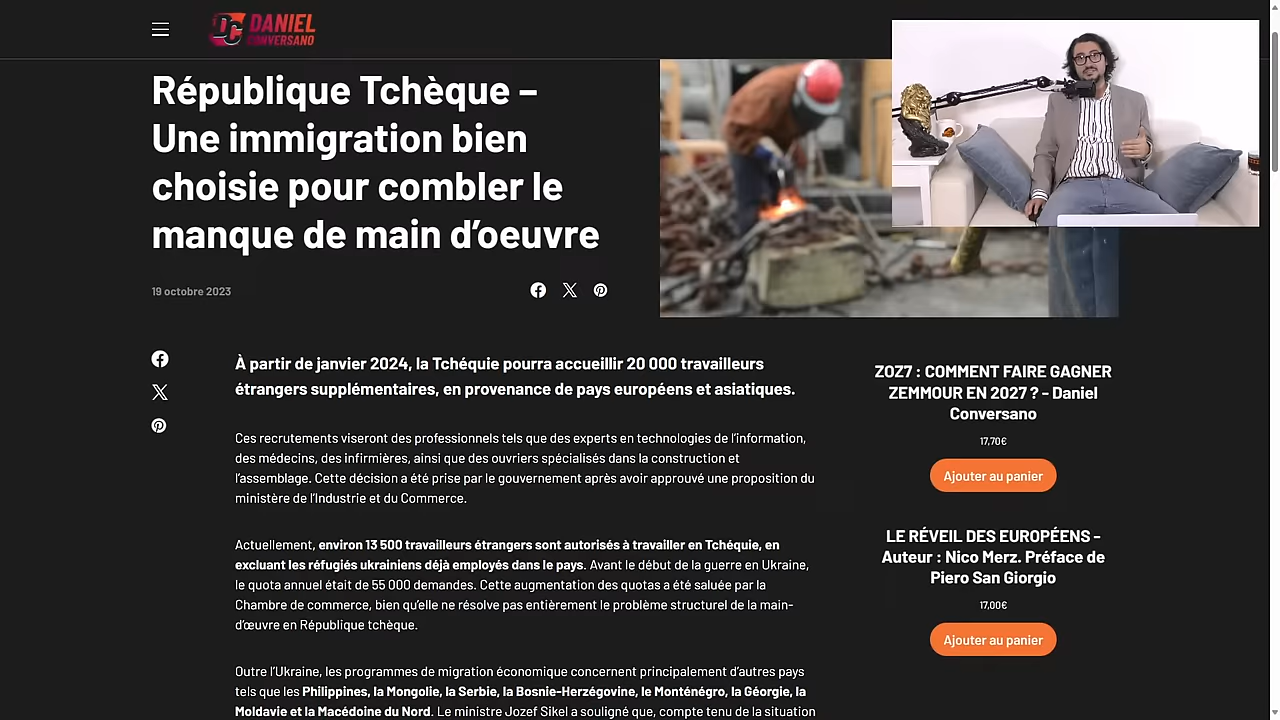 DANIEL
CONVERSANO
République Tchèque –
Une immigration bien
choisie pour combler le
manque de main d’oeuvre
19 octobre 2023
À partir de janvier 2024, la Tchéquie pourra accueillir 20 000 travailleurs
étrangers supplémentaires, en provenance de pays européens et asiatiques.
Ces recrutements viseront des professionnels tels que des experts en technologies de l’information,
des médecins, des infirmières, ainsi que des ouvriers spécialisés dans la construction et
l’assemblage. Cette décision a été prise par le gouvernement après avoir approuvé une proposition du
ministère de l’Industrie et du Commerce.
Actuellement, environ 13 500 travailleurs étrangers sont autorisés à travailler en Tchéquie, en
excluant les réfugiés ukrainiens déjà employés dans le pays. Avant le début de la guerre en Ukraine,
le quota annuel était de 55 000 demandes. Cette augmentation des quotas a été saluée par la
Chambre de commerce, bien qu’elle ne résolve pas entièrement le problème structurel de la main-
d’œuvre en République tchèque.
Outre l’Ukraine, les programmes de migration économique concernent principalement d’autres pays
tels que les Philippines, la Mongolie, la Serbie, la Bosnie-Herzégovine, le Monténégro, la Géorgie, la
Moldavie et la Macédoine du Nord. Le ministre Jozef Sikel a souligné que, compte tenu de la situation
ZOZ7 : COMMENT FAIRE GAGNER
ZEMMOUR EN 2027 ? - Daniel
Conversano
17,70€
Ajouter au panier
LE RÉVEIL DES EUROPÉENS -
Auteur : Nico Merz. Préface de
Piero San Giorgio
17,00€
Ajouter au panier